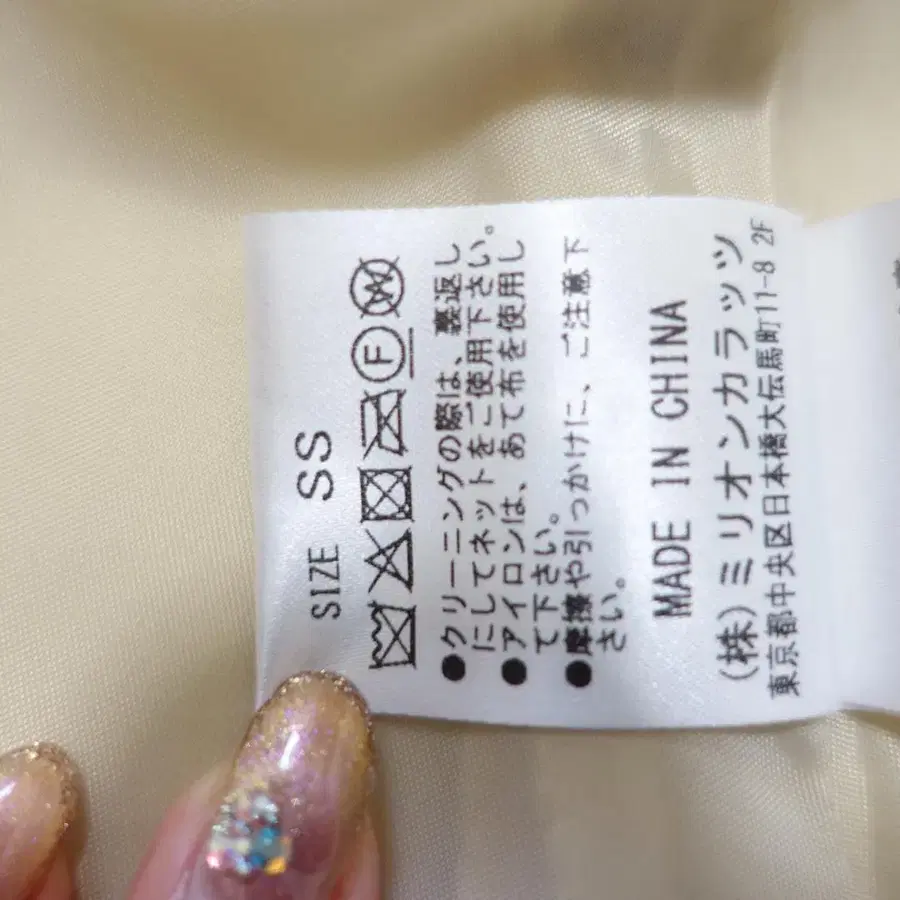 SIZE SS
F W
●クリーニングの際は、裏返し
にしてネットをご使用下さい。
●アイロンは、あて布を使用し
て下さい。
●摩擦や引っかけに、ご注意下
さい。
MADE IN CHINA
(株)ミリオンカラッツ
東京都中央区日本橋大伝馬町11-8 2F